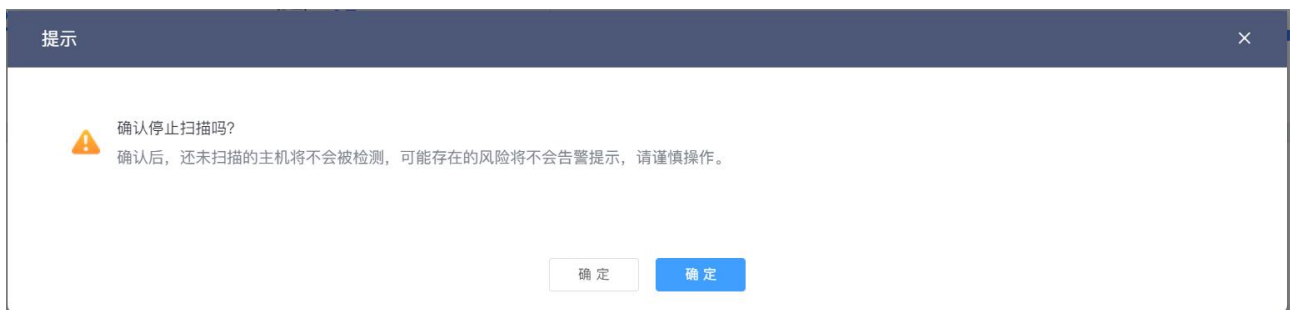 提示
确认停止扫描吗?
确认后，还未扫描的主机将不会被检测，可能存在的风险将不会告警提示，请谨慎操作。
确 定
确 定